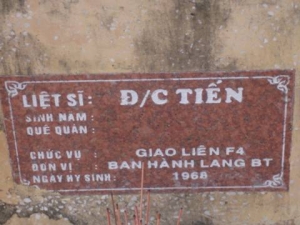 LIỆT SĨ: Đ/C TIẾN
SINH NĂM:
QUÊ QUÁN:
CHỨC VỤ : GIAO LIÊN F4
ĐƠN VỊ : BAN HÀNH LANG BT
NGÀY HY SINH: 1968